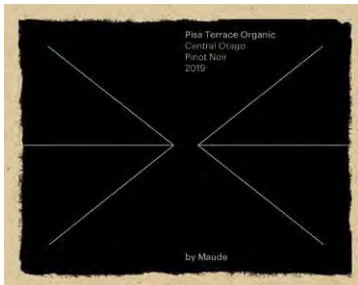 Pisa Terrace Organic
Central Otago
Pinot Noir
2019
by Maude